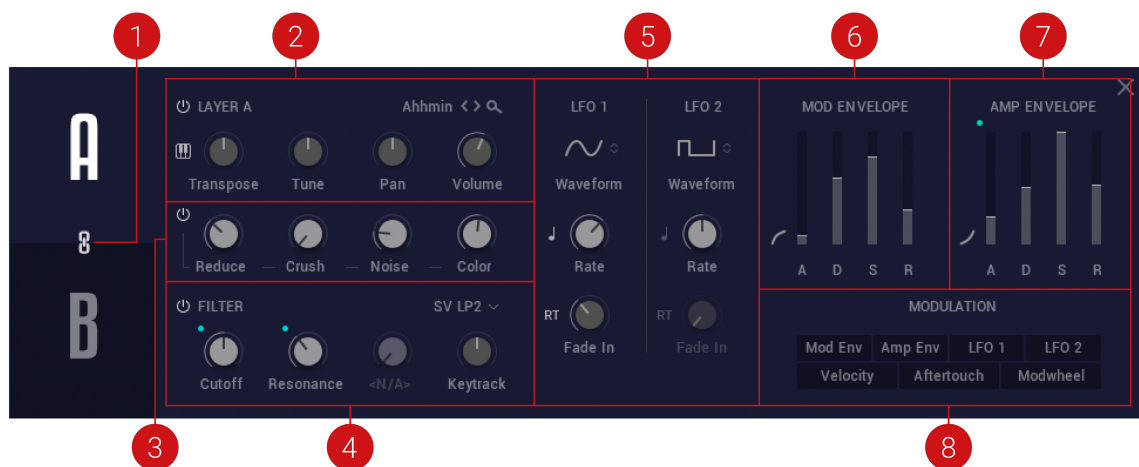 1
2
5
6
7
A
B
LAYER A
Ahhmin
Transpose Tune Pan Volume
Reduce Crush Noise Color
FILTER
SV LP2
Cutoff Resonance <N/A> Keytrack
LFO 1
Waveform
Rate
RT
Fade In
LFO 2
Waveform
Rate
RT
Fade In
MOD ENVELOPE
A D S R
AMP ENVELOPE
A D S R
MODULATION
Mod Env Amp Env LFO 1 LFO 2
Velocity Aftertouch Modwheel
3
4
8